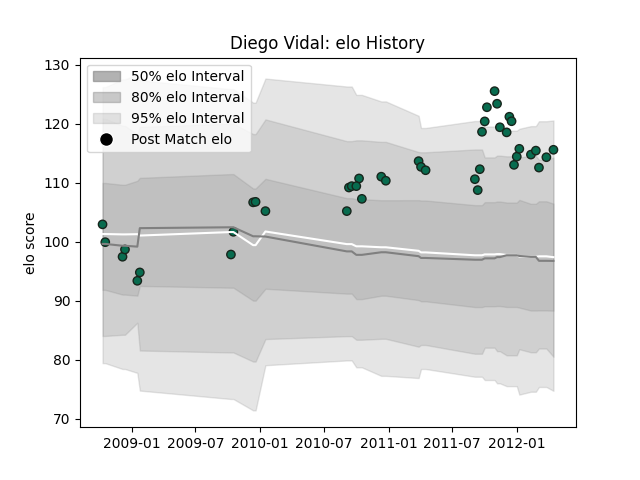 Diego Vidal: elo History
130
120
110
100
90
80
70
elo score
50% elo Interval
80% elo Interval
95% elo Interval
Post Match elo
2009-01
2009-07
2010-01
2010-07
2011-01
2011-07
2012-01